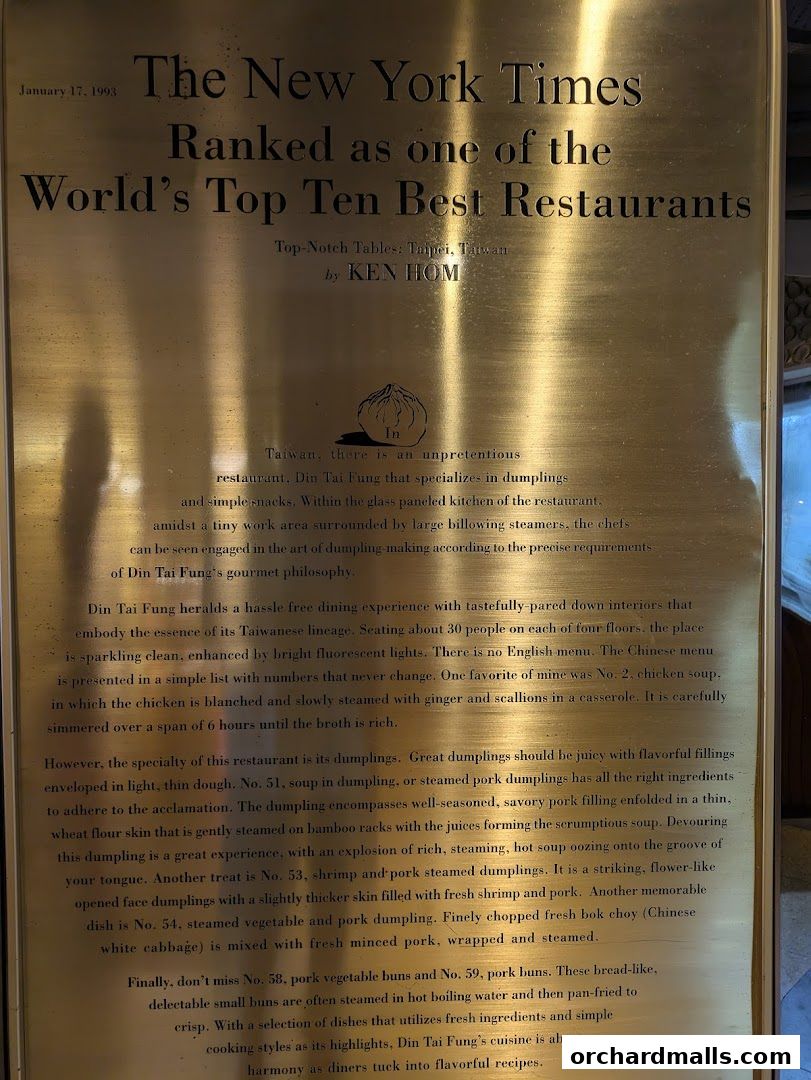 January 17, 1993
The New York Times
Ranked as one of the
World's Top Ten Best Restaurants
Top-Notch Tables: Taipei, Taiwan
by KEN HOM
In
Taiwan, there is an unpretentious
restaurant, Din Tai Fung that specializes in dumplings
and simple snacks. Within the glass paneled kitchen of the restaurant,
amidst a tiny work area surrounded by large billowing steamers, the chefs
can be seen engaged in the art of dumpling-making according to the precise requirements
of Din Tai Fung's gourmet philosophy.
Din Tai Fung heralds a hassle free dining experience with tastefully-pared down interiors that
embody the essence of its Taiwanese lineage. Seating about 30 people on each of four floors, the place
is sparkling clean, enhanced by bright fluorescent lights. There is no English menu. The Chinese menu
is presented in a simple list with numbers that never change. One favorite of mine was No. 2, chicken soup,
in which the chicken is blanched and slowly steamed with ginger and scallions in a casserole. It is carefully
simmered over a span of 6 hours until the broth is rich.
However, the specialty of this restaurant is its dumplings. Great dumplings should be juicy with flavorful fillings
enveloped in light, thin dough. No. 51, soup in dumpling, or steamed pork dumplings has all the right ingredients
to adhere to the acclamation. The dumpling encompasses well-seasoned, savory pork filling enfolded in a thin,
wheat flour skin that is gently steamed on bamboo racks with the juices forming the scrumptious soup. Devouring
this dumpling is a great experience, with an explosion of rich, steaming, hot soup oozing onto the groove of
your tongue. Another treat is No. 53, shrimp and pork steamed dumplings. It is a striking, flower-like
opened face dumplings with a slightly thicker skin filled with fresh shrimp and pork. Another memorable
dish is No. 54, steamed vegetable and pork dumpling. Finely chopped fresh bok choy (Chinese
white cabbage) is mixed with fresh minced pork, wrapped and steamed.
Finally, don't miss No. 58, pork vegetable buns and No. 59, pork buns. These bread-like,
delectable small buns are often steamed in hot boiling water and then pan-fried to
crisp. With a selection of dishes that utilizes fresh ingredients and simple
cooking styles as its highlights, Din Tai Fung's cuisine is
harmony as diners tuck into flavorful recipes.
orchardmalls.com